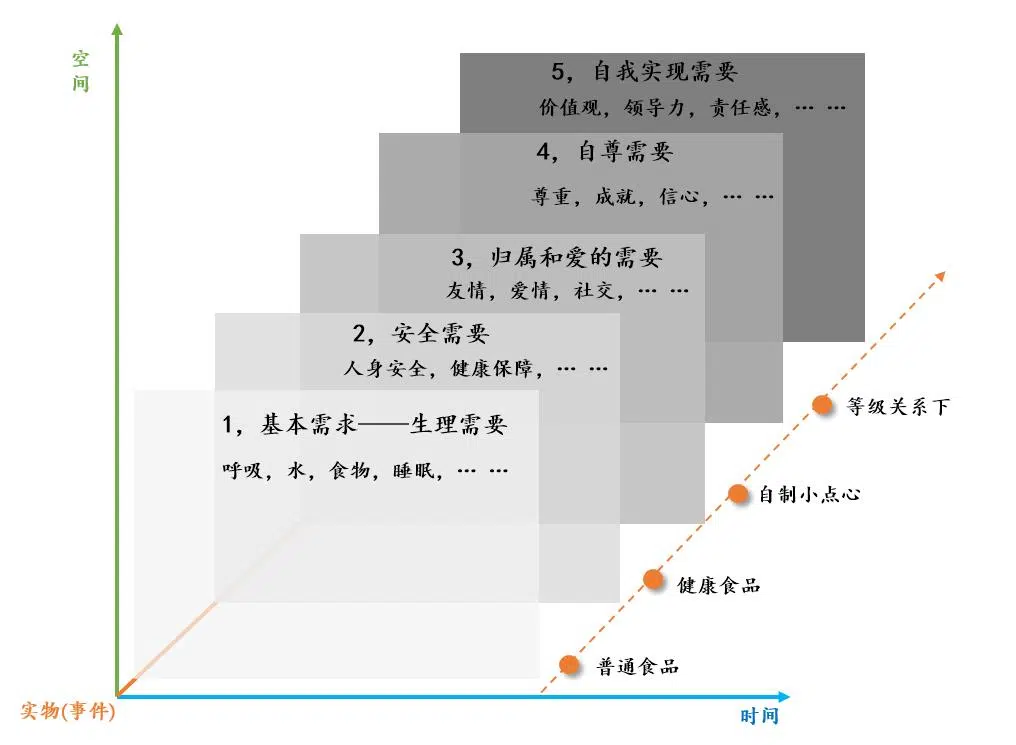 空
间
5，自我实现需要
价值观，领导力，责任感，… …
4，自尊需要
尊重，成就，信心，… …
3，归属和爱的需要
友情，爱情，社交，… …
2，安全需要
人身安全，健康保障，… …
1，基本需求——生理需要
呼吸，水，食物，睡眠，… …
等级关系下
自制小点心
健康食品
普通食品
实物(事件)
时间